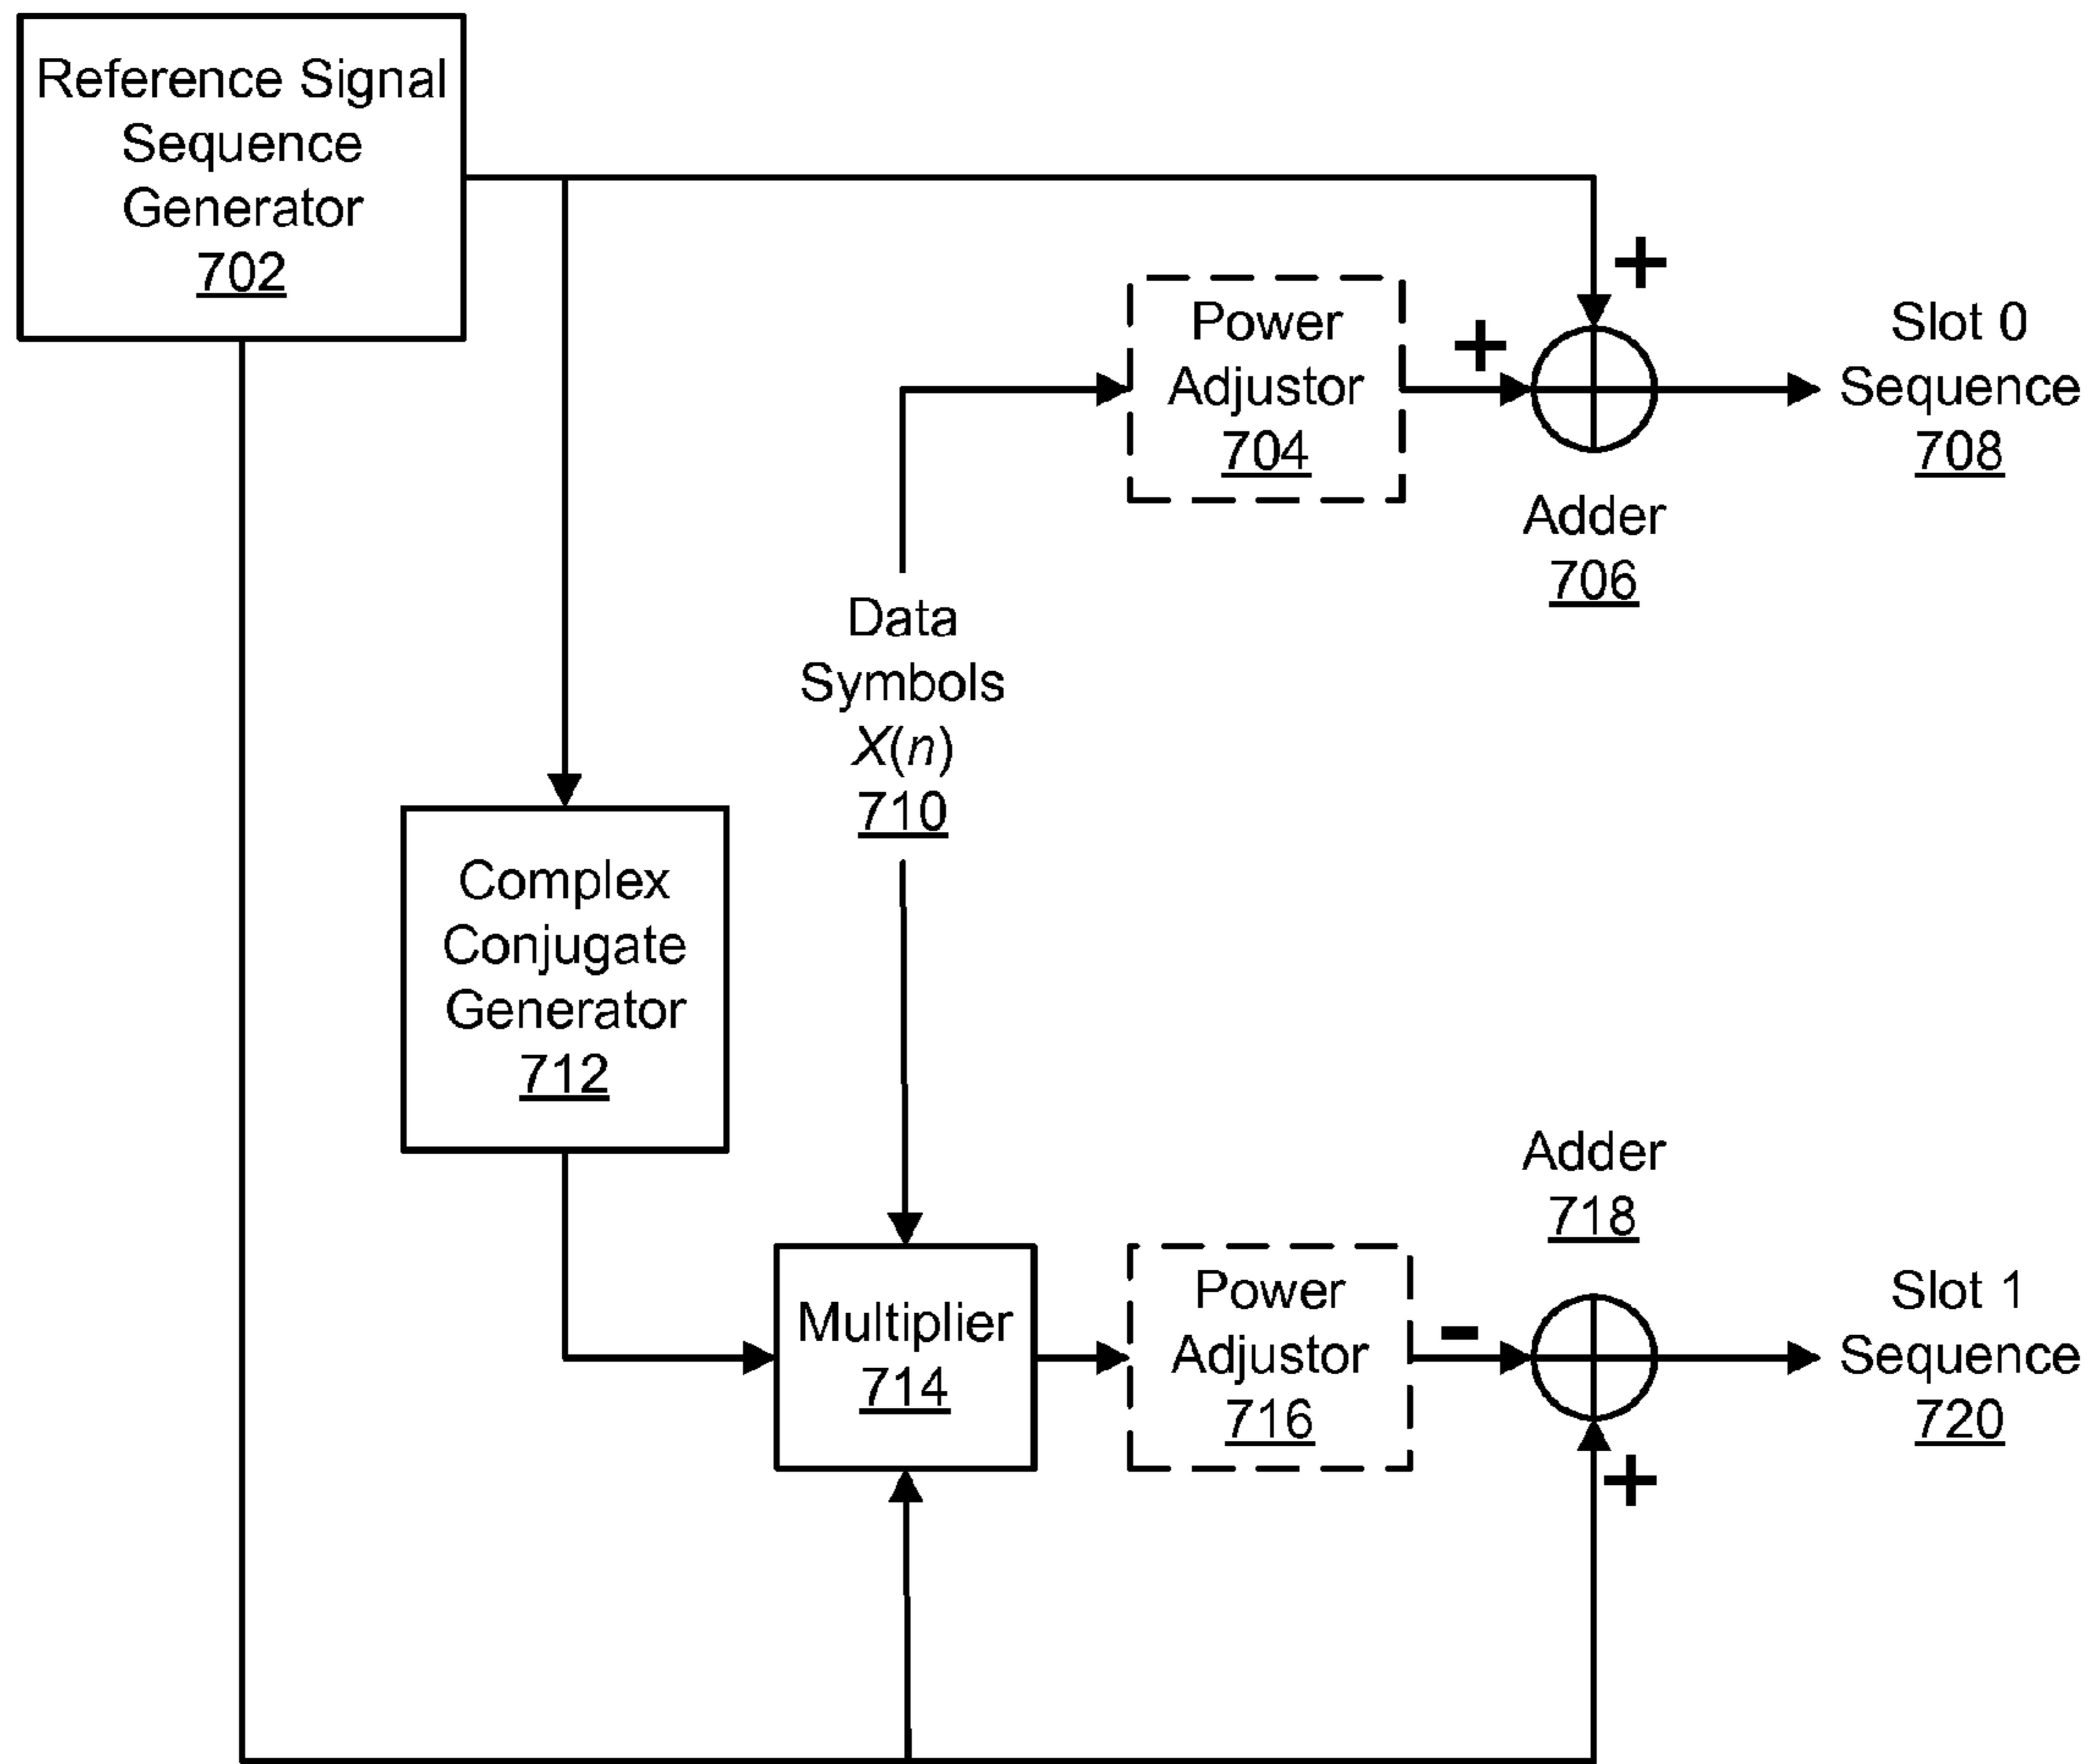 Reference Signal
Sequence
Generator
702
+
Power
Adjustor
704
+
Slot 0
Sequence
708
Adder
706
Data
Symbols
X(n)
710
Complex
Conjugate
Generator
712
Multiplier
714
Power
Adjustor
716
-
Adder
718
+
Slot 1
Sequence
720